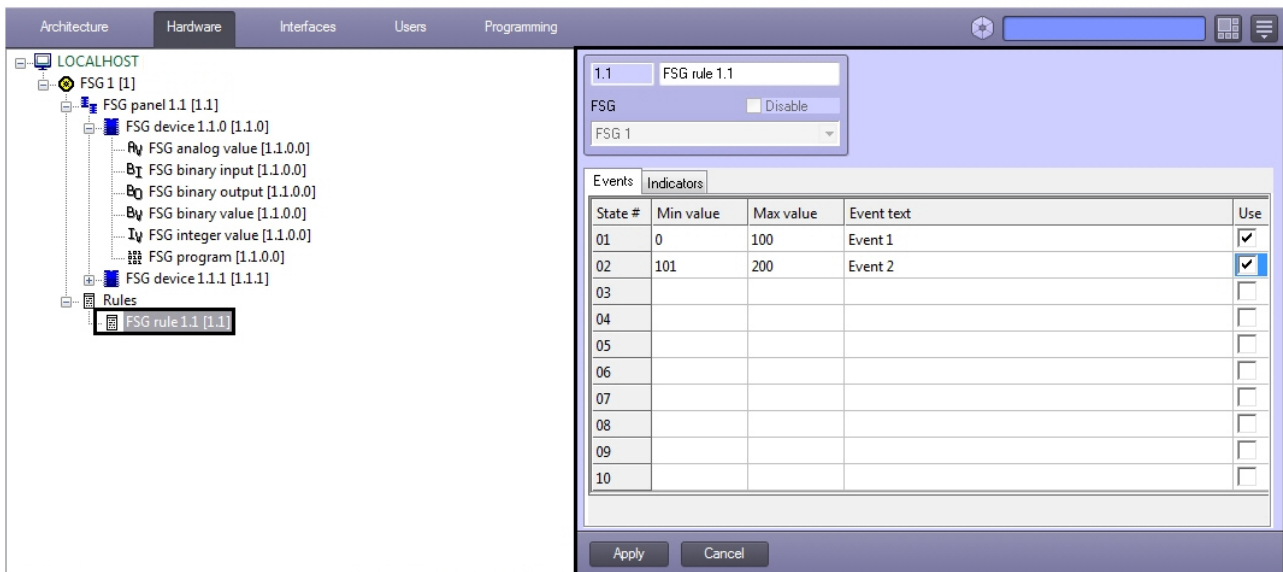 Architecture Hardware Interfaces Users Programming
LOCALHOST
FSG 1 [1]
FSG panel 1.1 [1.1]
FSG device 1.1.0 [1.1.0]
AV FSG analog value [1.1.0.0]
BI FSG binary input [1.1.0.0]
BO FSG binary output [1.1.0.0]
BV FSG binary value [1.1.0.0]
IV FSG integer value [1.1.0.0]
FSG program [1.1.0.0]
FSG device 1.1.1 [1.1.1]
Rules
FSG rule 1.1 [1.1]
1.1 FSG rule 1.1
FSG Disable
FSG 1
Events Indicators
State # Min value Max value Event text Use
01 0 100 Event 1
02 101 200 Event 2
03
04
05
06
07
08
09
10
Apply Cancel